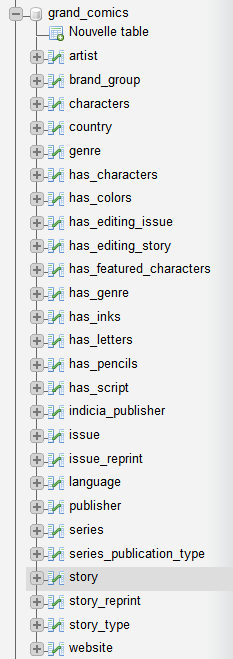 grand_comics
Nouvelle table
artist
brand_group
characters
country
genre
has_characters
has_colors
has_editing_issue
has_editing_story
has_featured_characters
has_genre
has_inks
has_letters
has_pencils
has_script
indicia_publisher
issue
issue_reprint
language
publisher
series
series_publication_type
story
story_reprint
story_type
website